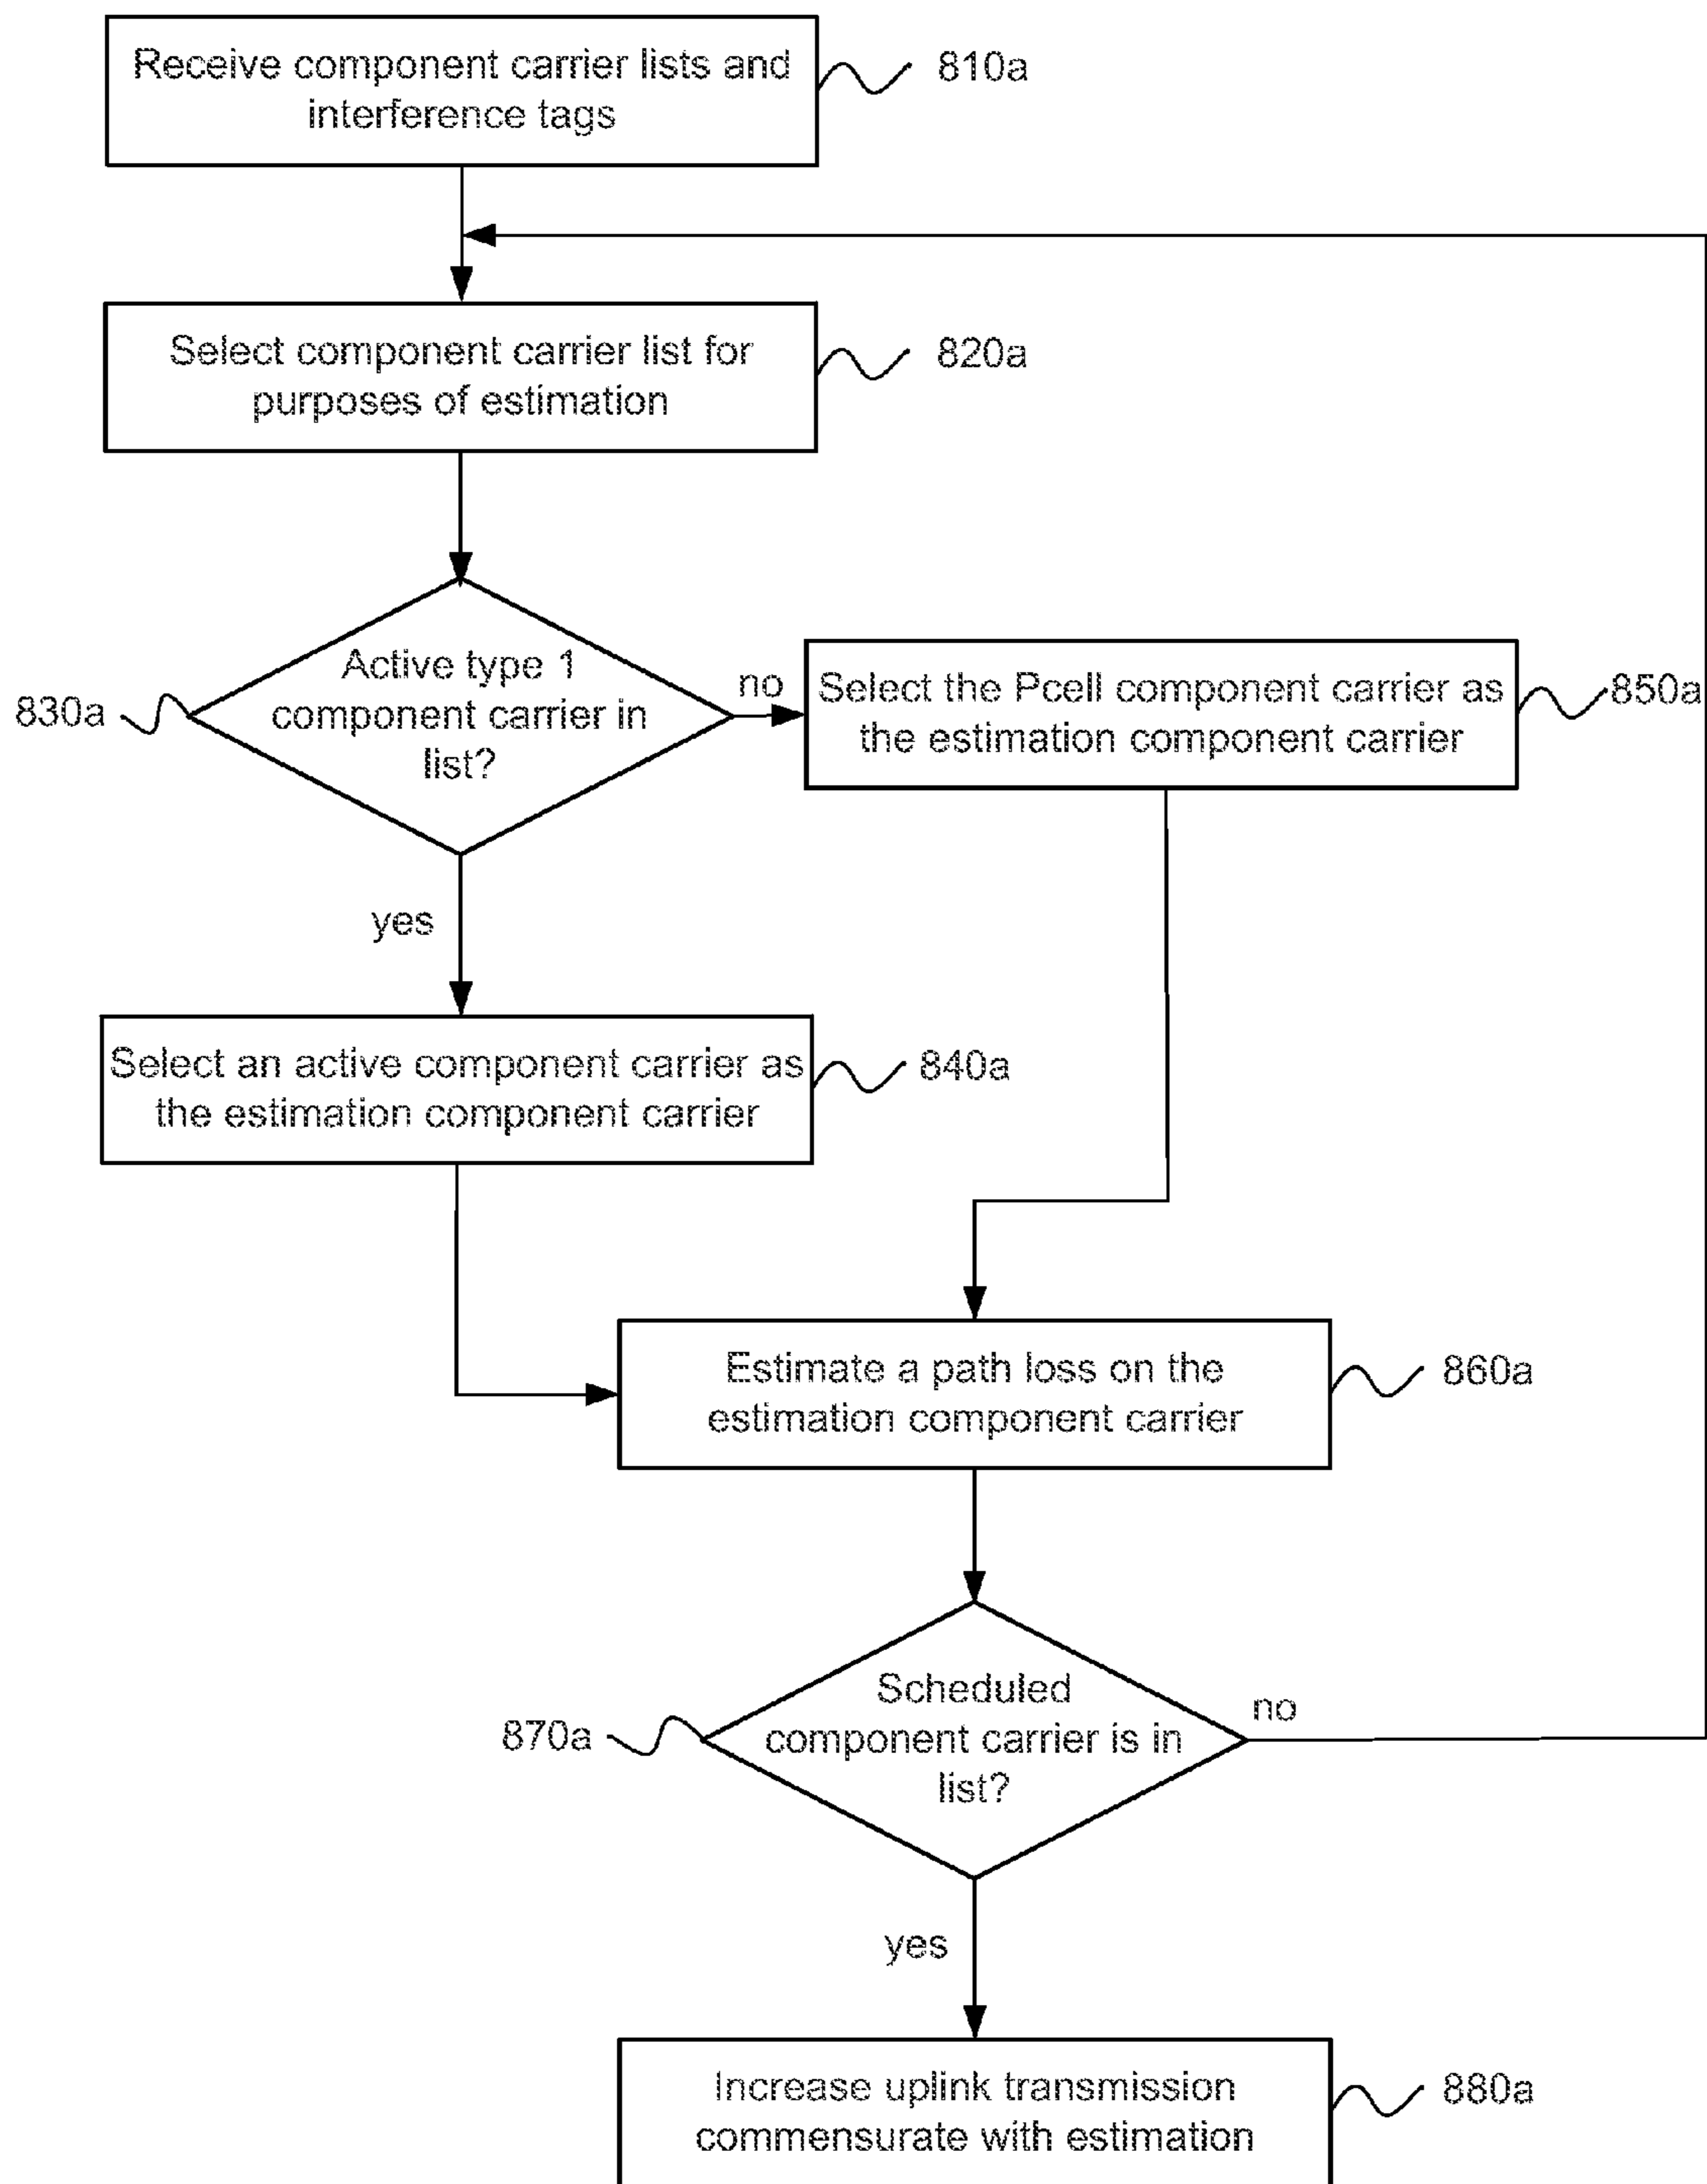 Receive component carrier lists and
interference tags
810a
Select component carrier list for
purposes of estimation
820a
Active type 1
component carrier in
list?
830a
no
Select the Pcell component carrier as
the estimation component carrier
850a
yes
Select an active component carrier as
the estimation component carrier
840a
Estimate a path loss on the
estimation component carrier
860a
Scheduled
component carrier is in
list?
870a
no
yes
Increase uplink transmission
commensurate with estimation
880a